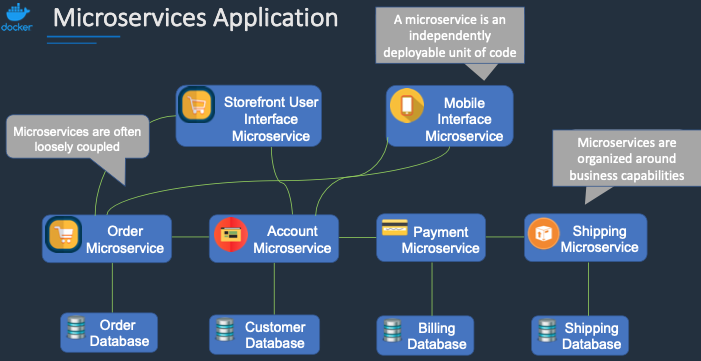 docker
Microservices Application
A microservice is an
independently
deployable unit of code
Storefront User
Interface
Microservice
Mobile
Interface
Microservice
Microservices are often
loosely coupled
Microservices are
organized around
business capabilities
Order
Microservice
Account
Microservice
Payment
Microservice
Shipping
Microservice
Order
Database
Customer
Database
Billing
Database
Shipping
Database